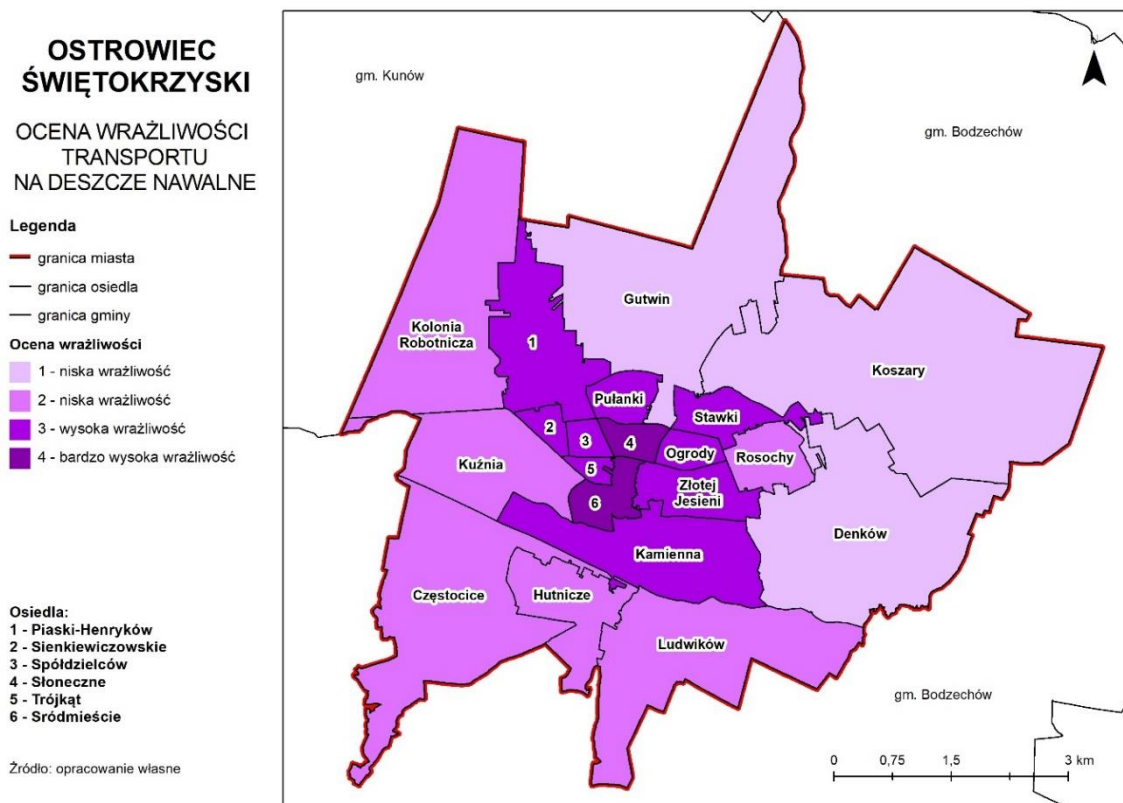 OSTROWIEC
ŚWIĘTOKRZYSKI
OCENA WRAŻLIWOŚCI
TRANSPORTU
NA DESZCZE NAWALNE
Legenda
granica miasta
granica osiedla
granica gminy
Ocena wrażliwości
1 - niska wrażliwość
2 - niska wrażliwość
3 - wysoka wrażliwość
4 - bardzo wysoka wrażliwość
Osiedla:
1 - Piaski-Henryków
2 - Sienkiewiczowskie
3 - Spółdzielców
4 - Słoneczne
5 - Trójkąt
6 - Sródmieście
Źródło: opracowanie własne
gm. Kunów
gm. Bodzechów
Gutwin
Kolonia
Robotnicza
1
Koszary
Pułanki
Stawki
2
3
4
Ogrody
Rosochy
Kuźnia
5
6
Złotej
Jesieni
Denków
Kamienna
Częstocice
Hutnicze
Ludwików
gm. Bodzechów
0 0,75 1,5 3 km